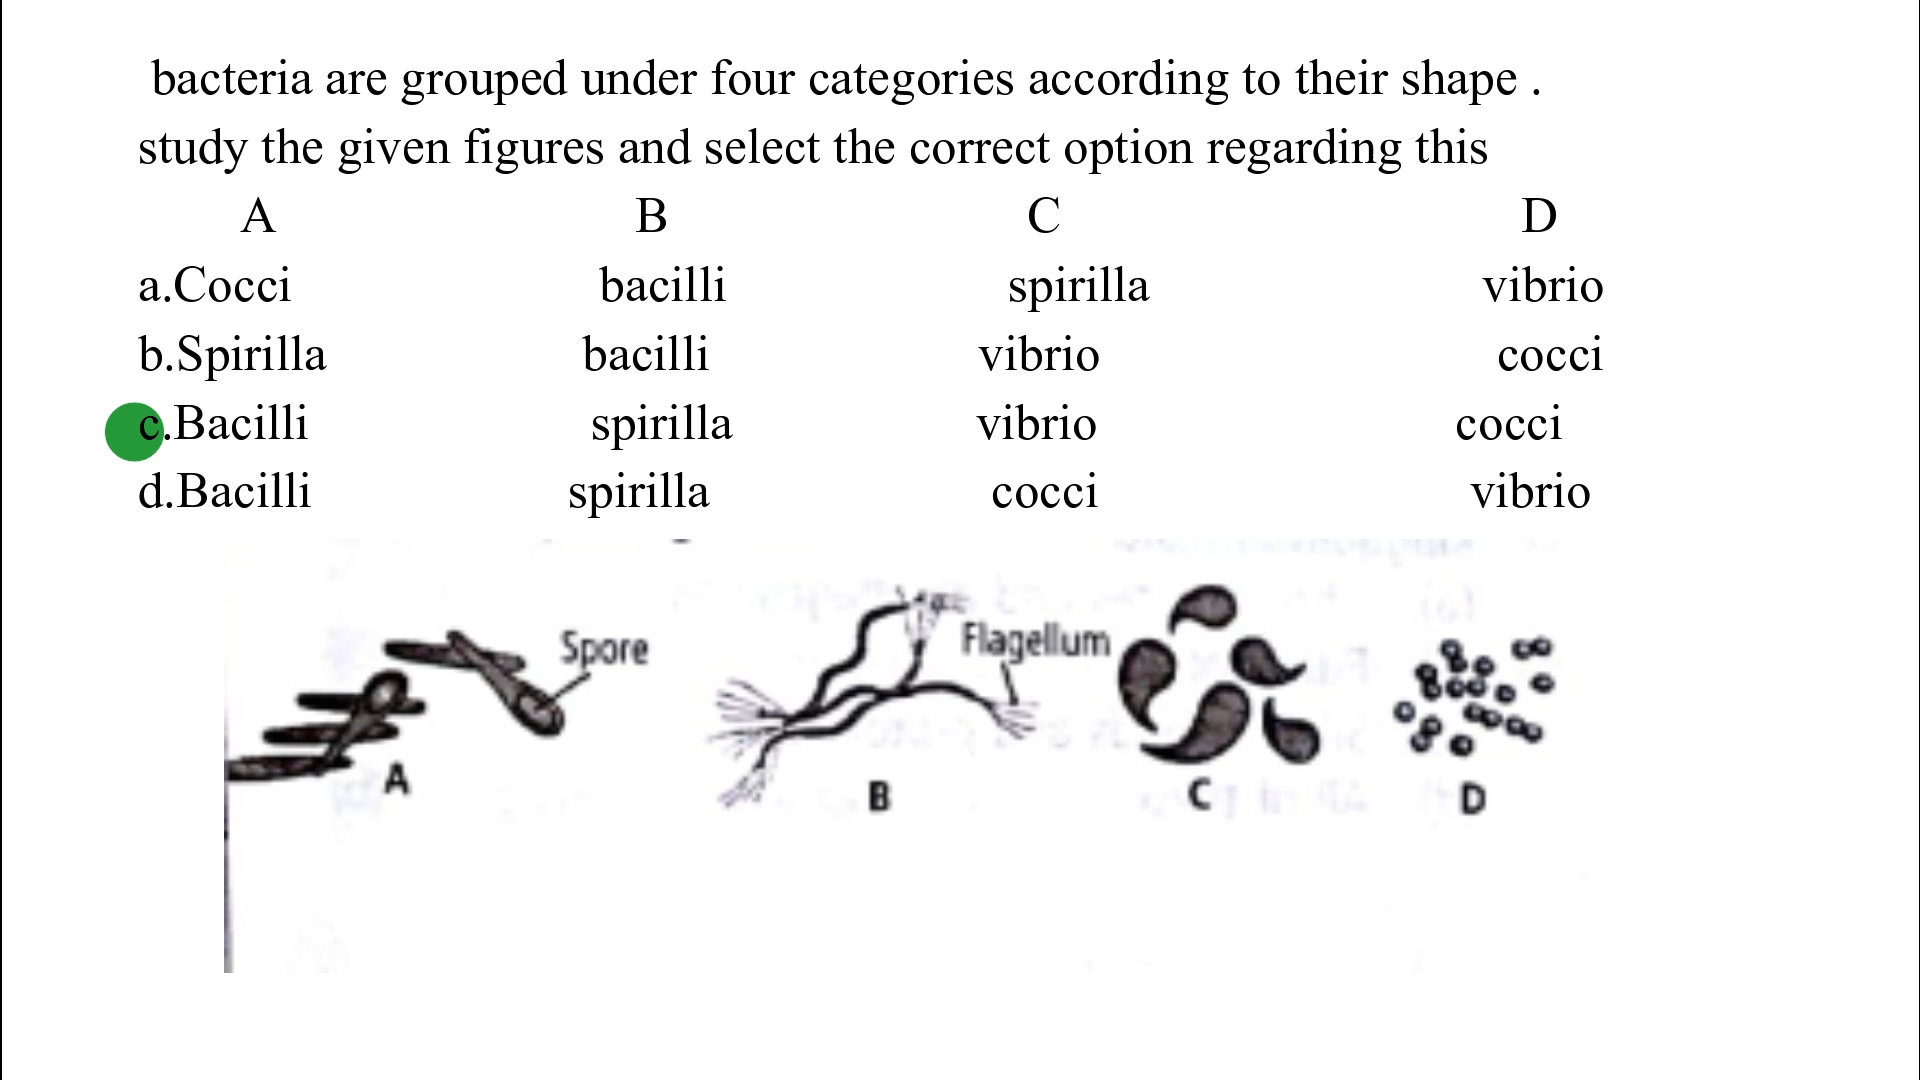 bacteria are grouped under four categories according to their shape .
study the given figures and select the correct option regarding this
A B C D
a.Cocci bacilli spirilla vibrio
b.Spirilla bacilli vibrio cocci
c.Bacilli spirilla vibrio cocci
d.Bacilli spirilla cocci vibrio
Spore Flagellum
A B C D